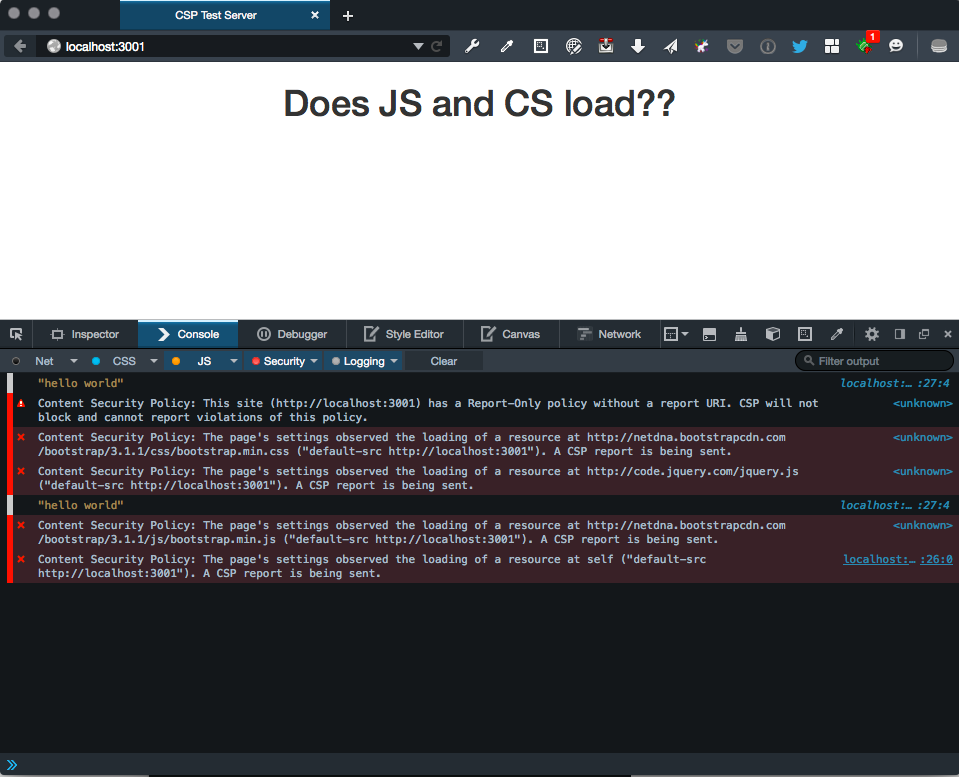 CSP Test Server
localhost:3001
1
Does JS and CS load??
Inspector Console Debugger Style Editor Canvas Network
Net CSS JS Security Logging Clear Filter output
"hello world" localhost:… :27:4
Content Security Policy: This site (http://localhost:3001) has a Report-Only policy without a report URI. CSP will not <unknown>
block and cannot report violations of this policy.
Content Security Policy: The page's settings observed the loading of a resource at http://netdna.bootstrapcdn.com <unknown>
/bootstrap/3.1.1/css/bootstrap.min.css ("default-src http://localhost:3001"). A CSP report is being sent.
Content Security Policy: The page's settings observed the loading of a resource at http://code.jquery.com/jquery.js <unknown>
("default-src http://localhost:3001"). A CSP report is being sent.
"hello world" localhost:… :27:4
Content Security Policy: The page's settings observed the loading of a resource at http://netdna.bootstrapcdn.com <unknown>
/bootstrap/3.1.1/js/bootstrap.min.js ("default-src http://localhost:3001"). A CSP report is being sent.
Content Security Policy: The page's settings observed the loading of a resource at self ("default-src localhost:… :26:0
http://localhost:3001"). A CSP report is being sent.